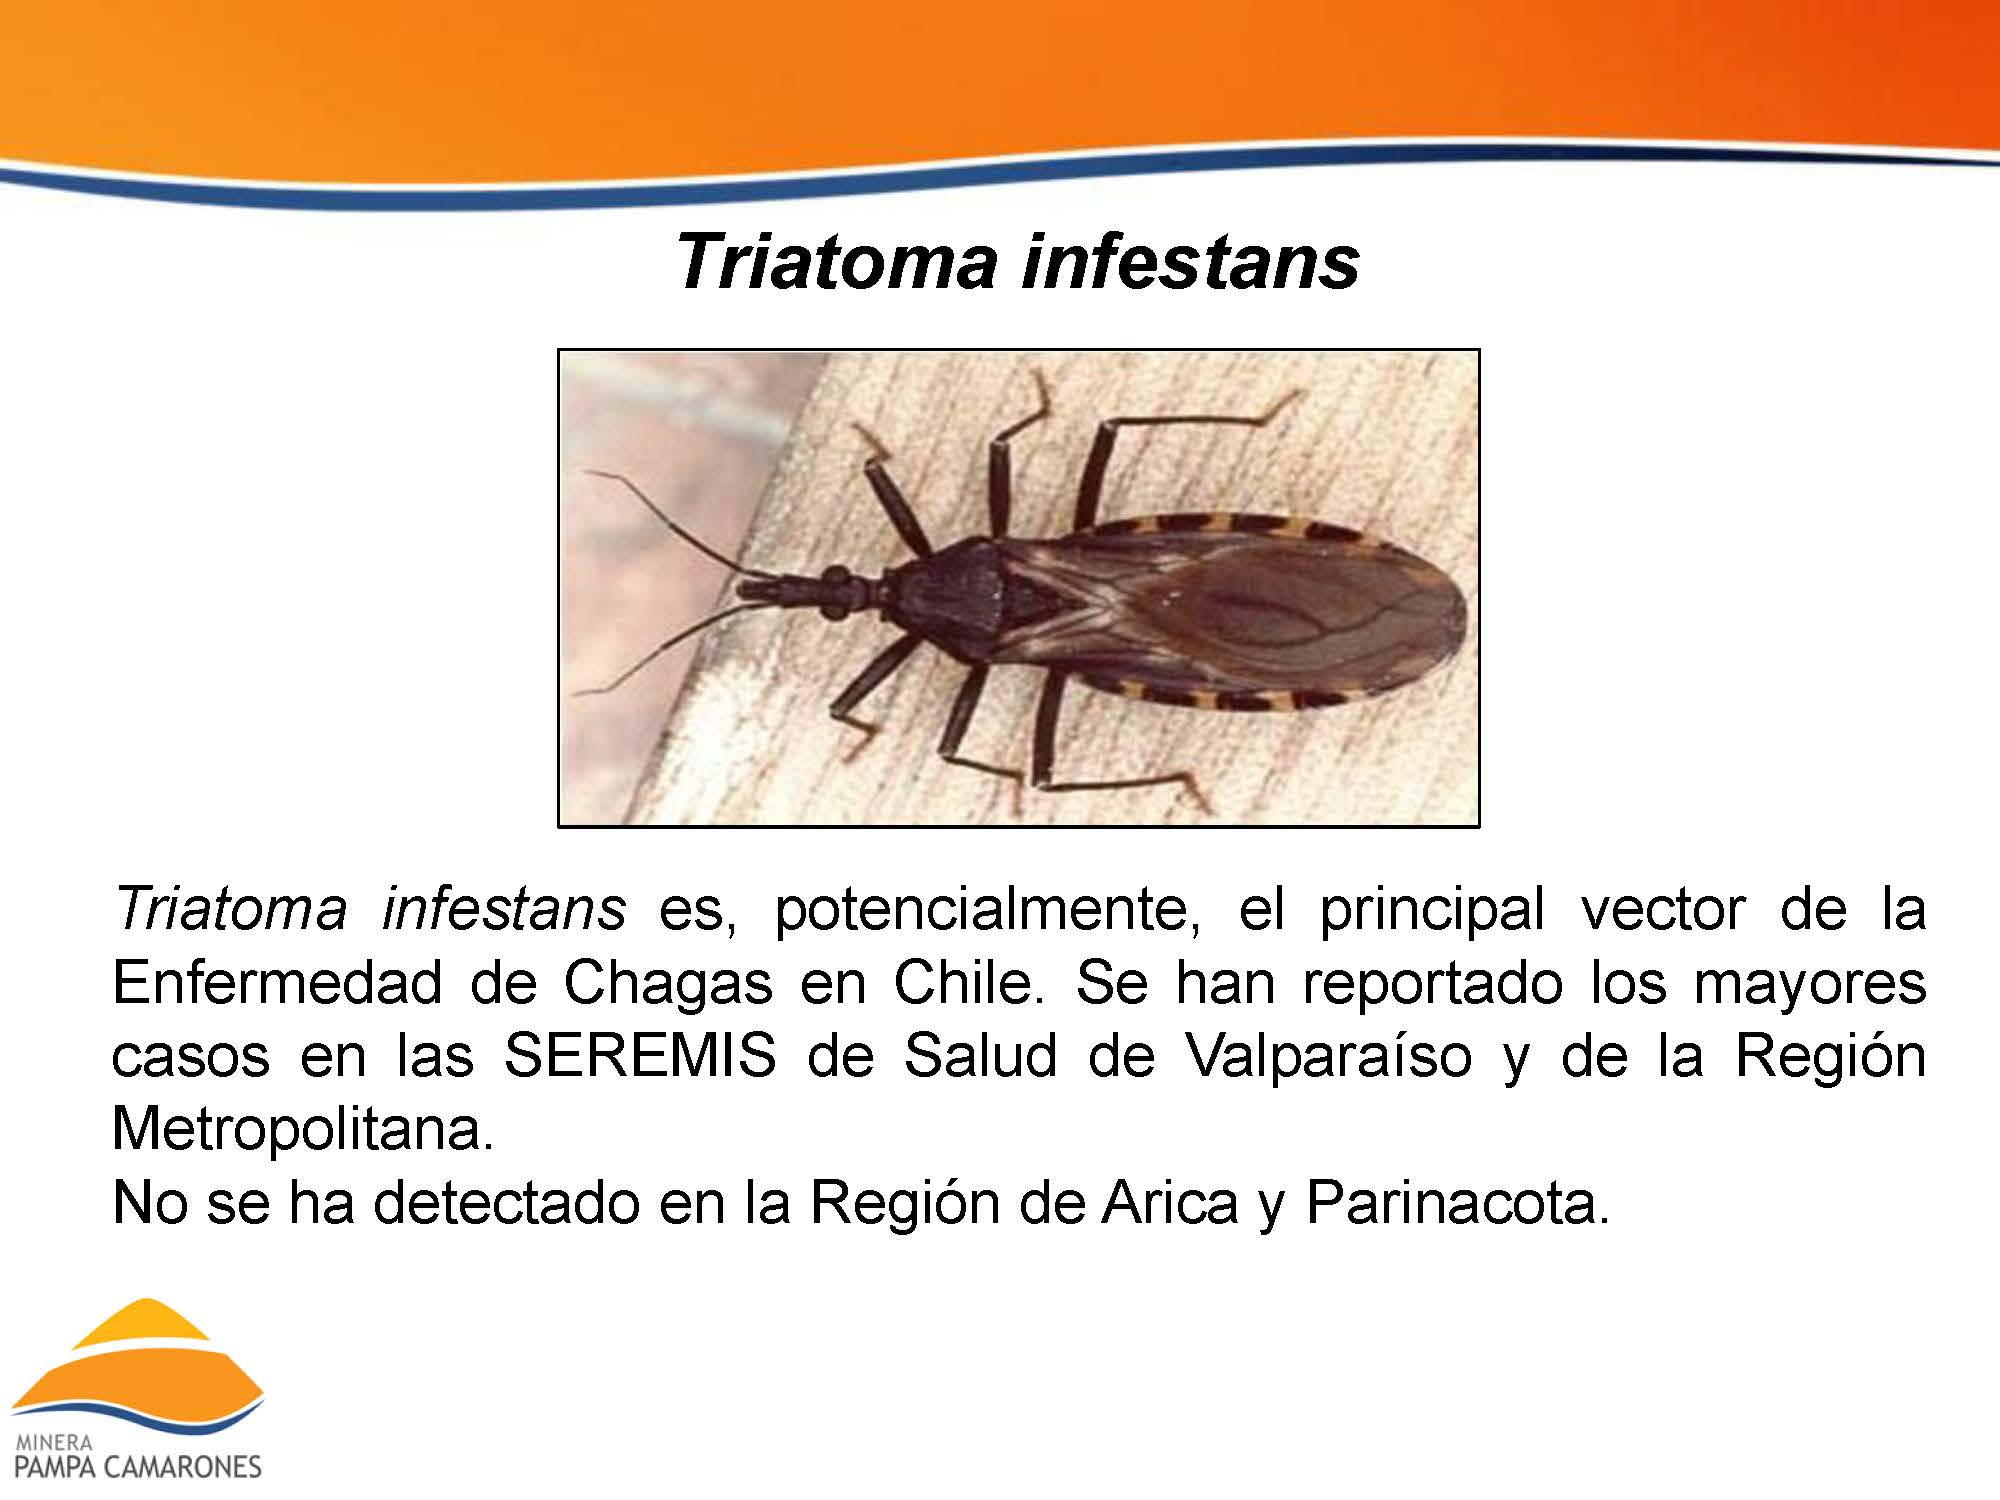 Triatoma infestans
Triatoma infestans es, potencialmente, el principal vector de la
Enfermedad de Chagas en Chile. Se han reportado los mayores
casos en las SEREMIS de Salud de Valparaíso y de la Región
Metropolitana.
No se ha detectado en la Región de Arica y Parinacota.
MINERA
PAMPA CAMARONES